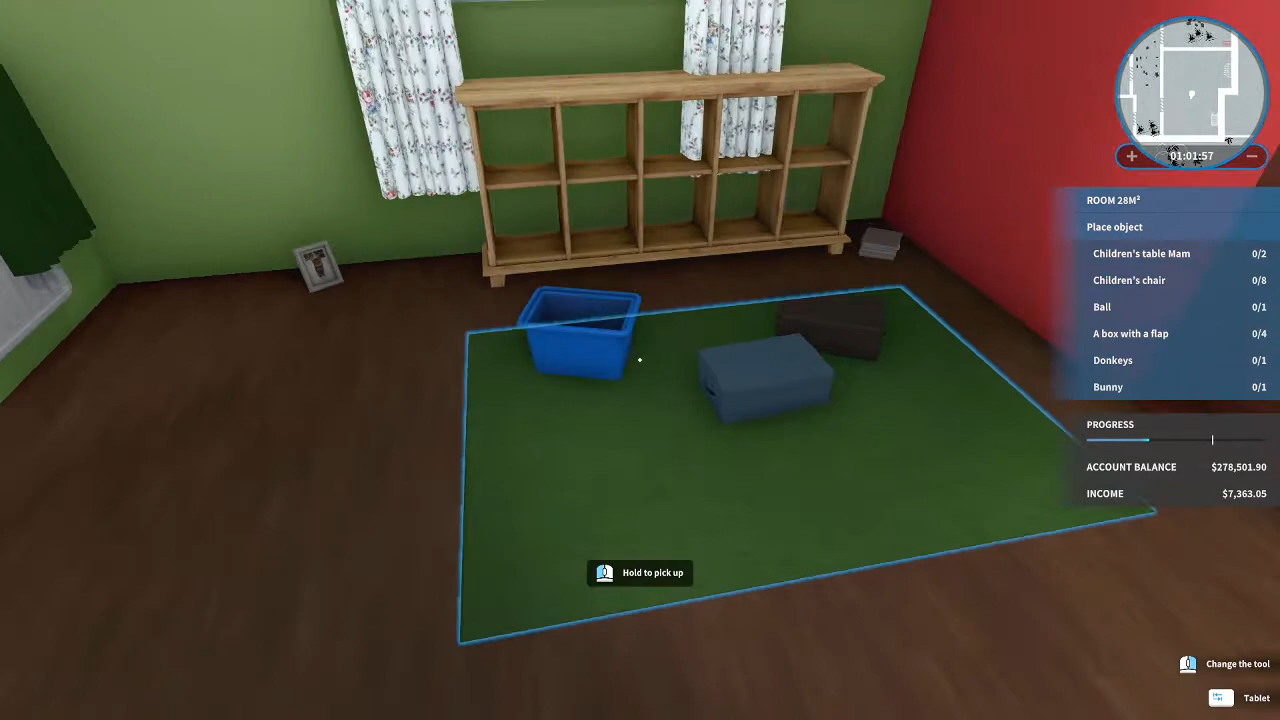 01:01:57
ROOM 28M²
Place object
Children's table Mam 0/2
Children's chair 0/8
Ball 0/1
A box with a flap 0/4
Donkeys 0/1
Bunny 0/1
PROGRESS
ACCOUNT BALANCE $278,501.90
INCOME $7,363.05
Hold to pick up
Change the tool
Tablet